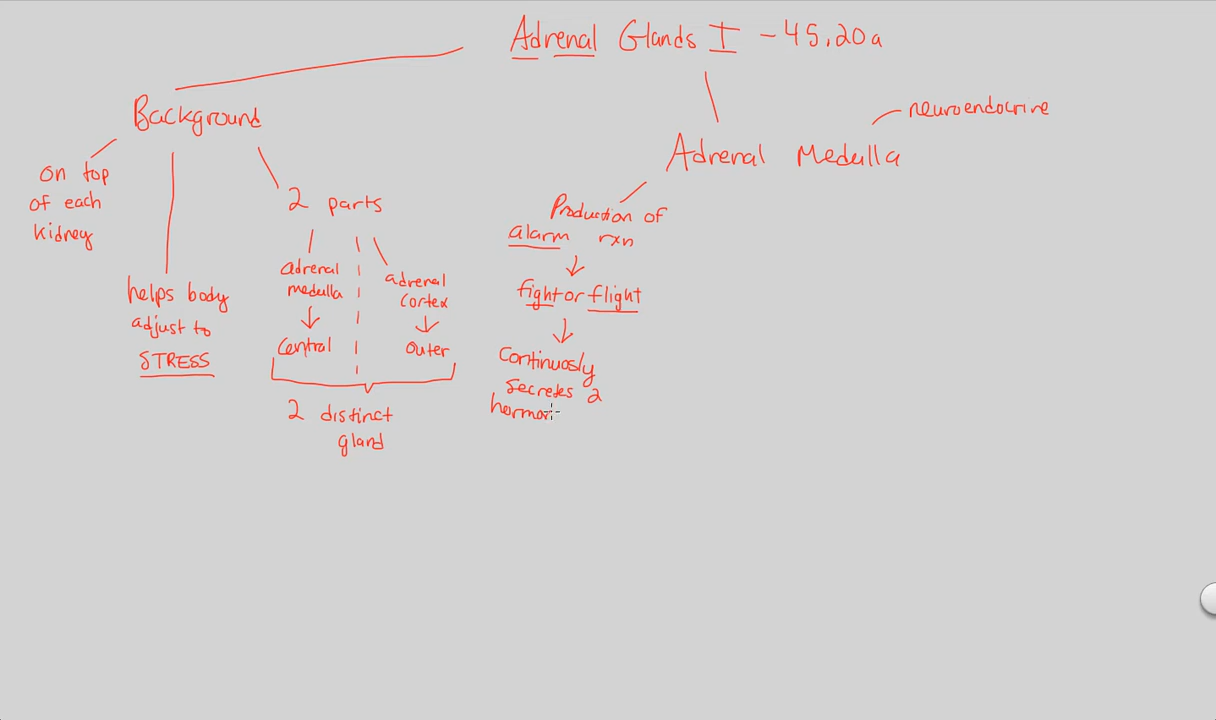 Adrenal Glands I - 45.20a
Background
on top
of each
kidney
helps body
adjust to
STRESS
2 parts
adrenal
medulla
central
adrenal
cortex
outer
2 distinct
gland
Adrenal Medulla
neuroendocrine
Production of
alarm rxn
fight or flight
Continuosly
secretes 2
hormon